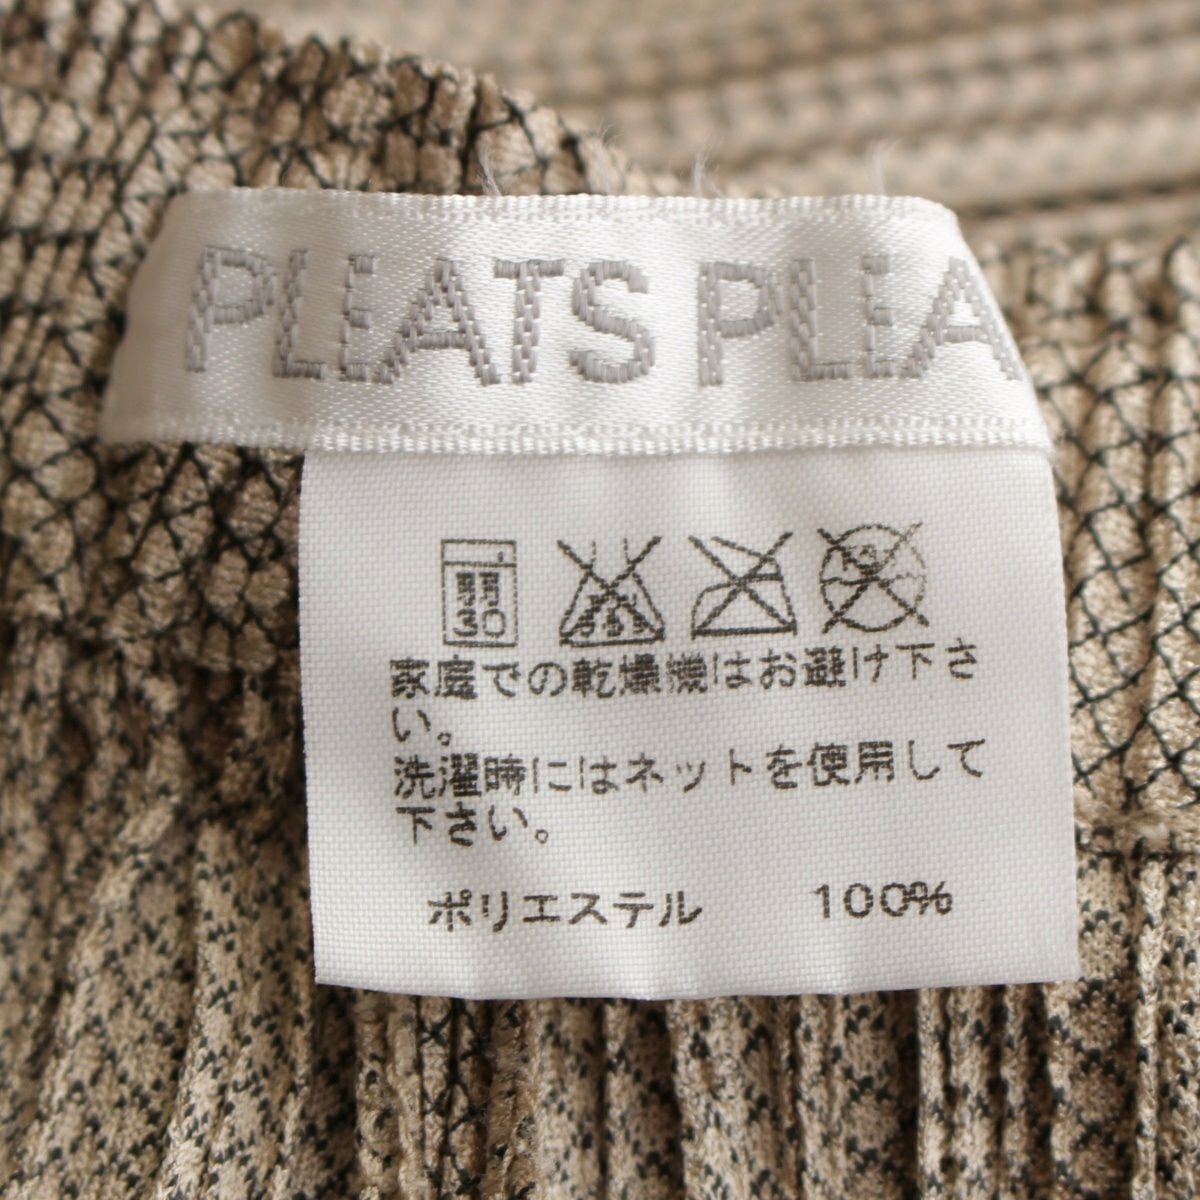 PLEATS PLEA
弱
30
家庭での乾燥機はお避け下さ
い。
洗濯時にはネットを使用して
下さい。
ポリエステル 100%